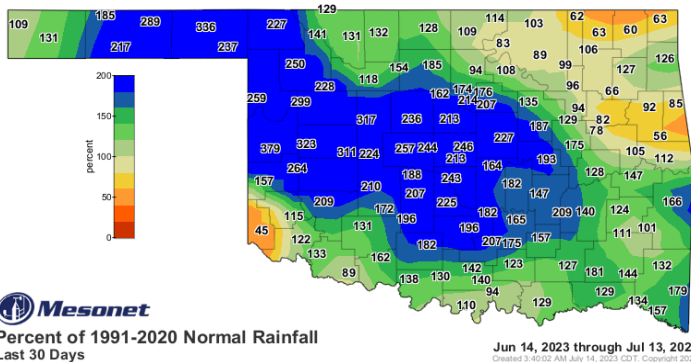 129
185 289 336 227 114 103 62 63
109 131 141 131 132 128 109 63 60
217 237 83 106
250 89 99 127 126
154 185 94 108
118
228 162 174 176 96 66
259 299 214 207 135 94 92 85
200
317 236 213 187 129 82
78 56
150 227 175
379 323 311 224 257 244 246 105 112
213 193
264 164 128 147
percent 100
157 188 243 182
210 207 147 166
209 225
50 172 182 209 140 124
115 196 165
45 131 196 111 101
0 122 182 207 175 157
133 162 142 123 127 132
89 138 130 140 181 144
94 129 179
110 129 134 157
Mesonet
Percent of 1991-2020 Normal Rainfall
Last 30 Days
Jun 14, 2023 through Jul 13, 202
Created 3:40:02 AM July 14, 2023 CDT. Copyright 202